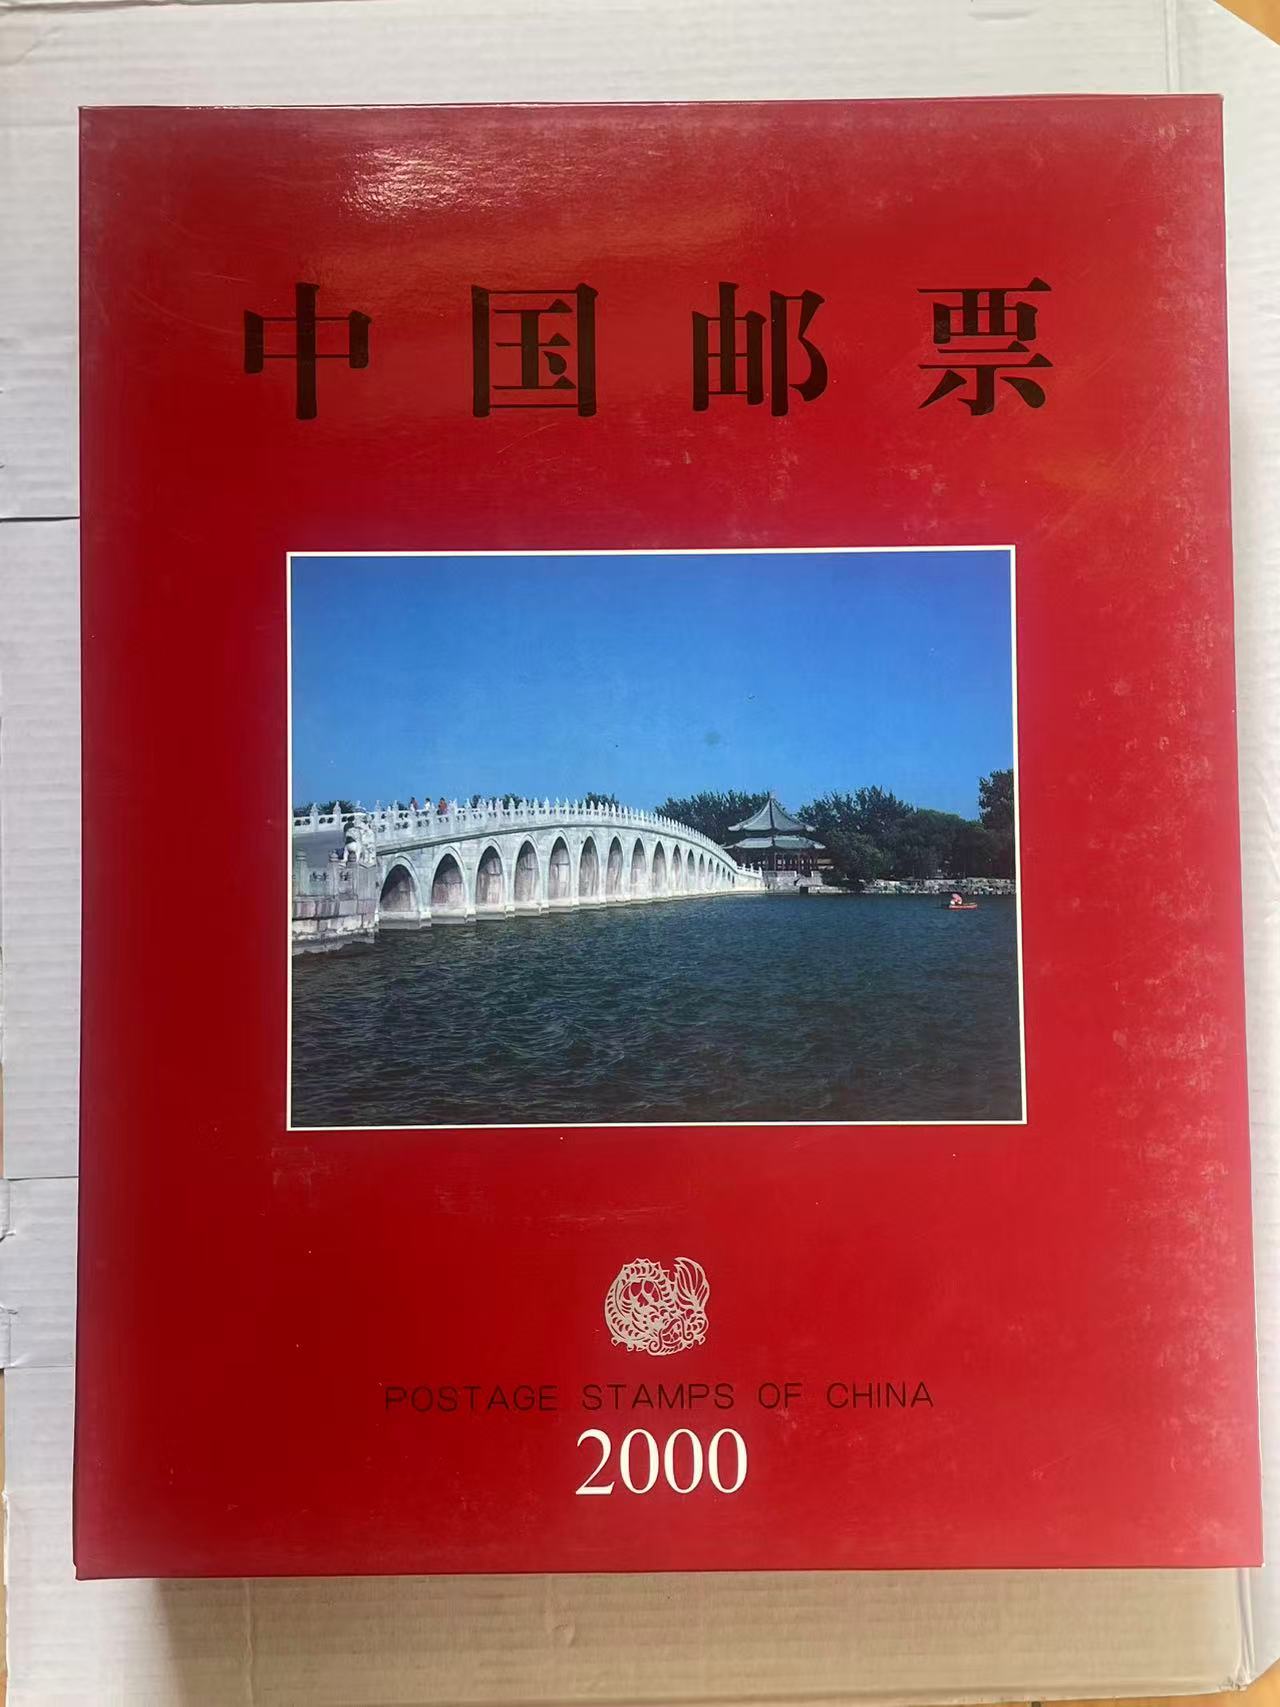 中国邮票
POSTAGE STAMPS OF CHINA
2000